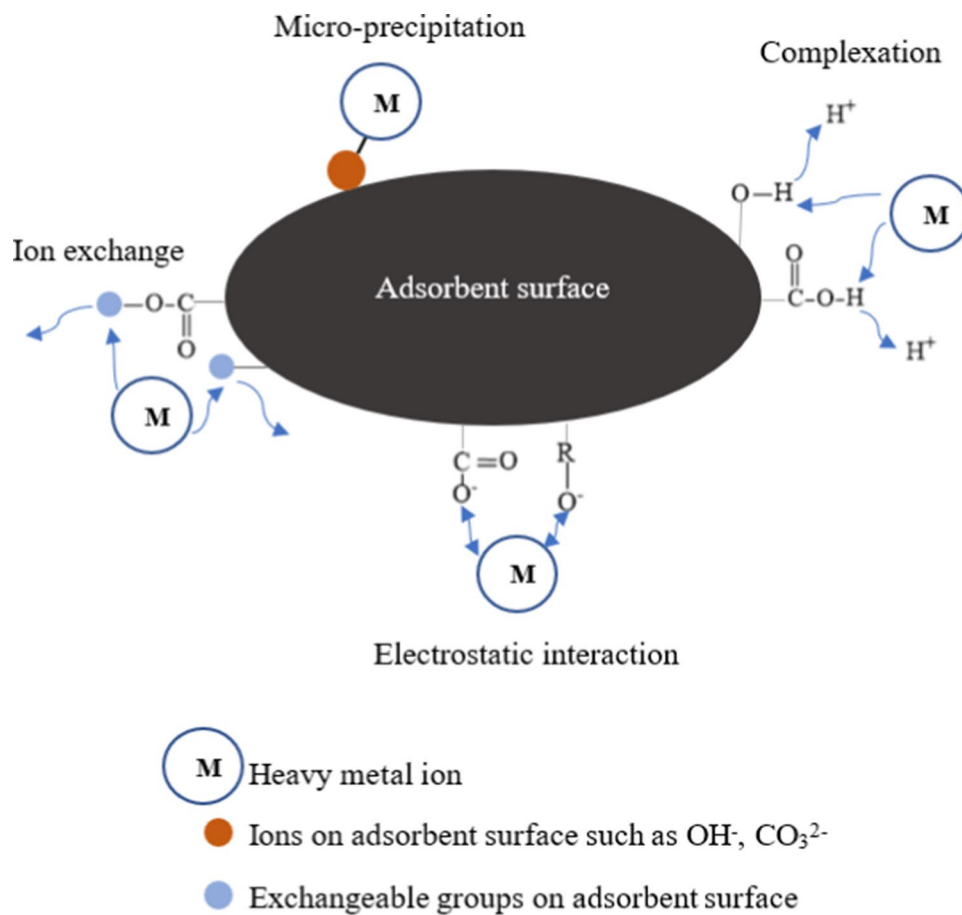 Micro-precipitation
Complexation
M
H⁺
O—H
M
Ion exchange
O
Adsorbent surface
—O-C
C-O-H
O
H⁺
M
C=O
R
O⁻
O⁻
M
Electrostatic interaction
M Heavy metal ion
Ions on adsorbent surface such as OH⁻, CO₃²⁻
Exchangeable groups on adsorbent surface